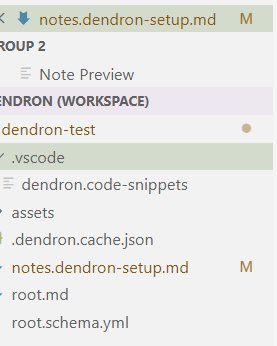 notes.dendron-setup.md M
ROUP 2
Note Preview
ENDRON (WORKSPACE)
dendron-test
.vscode
dendron.code-snippets
assets
.dendron.cache.json
notes.dendron-setup.md M
root.md
root.schema.yml